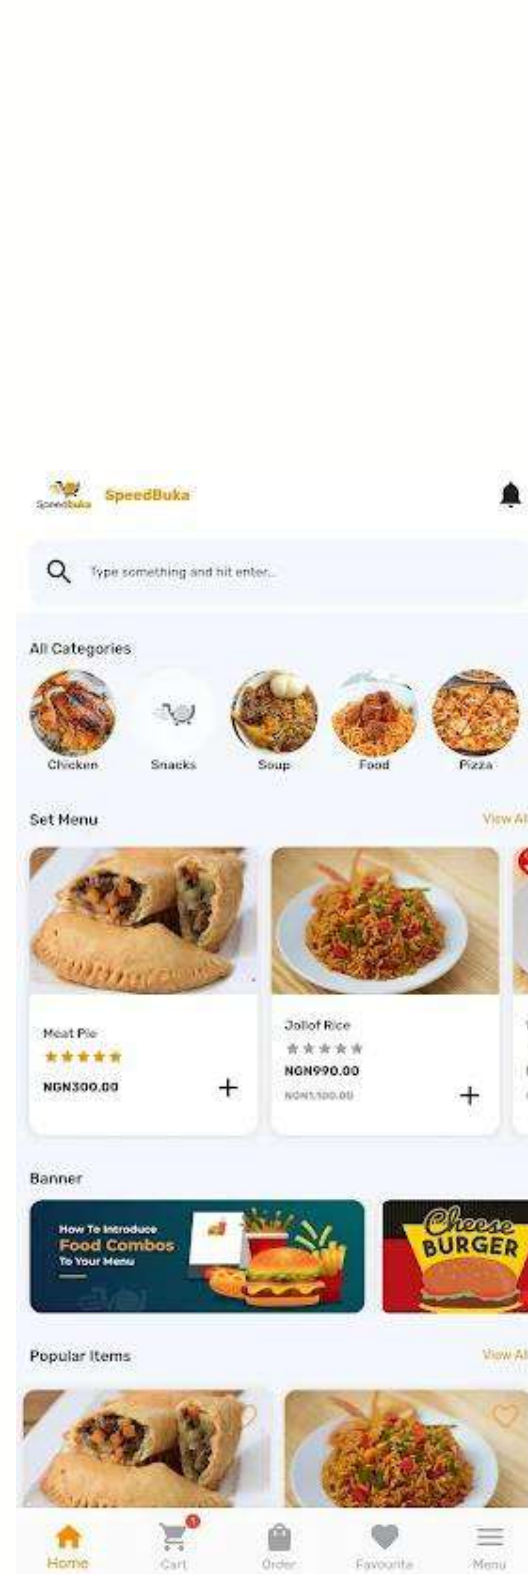 Speedbuka
SpeedBuka
Type something and hit enter...
All Categories
Chicken
Snacks
Soup
Food
Pizza
Set Menu
View All
Meat Pie
NGN300.00
Jollof Rice
NGN990.00
NGN1,100.00
Banner
How To Introduce
Food Combos
To Your Menu
Cheese
BURGER
Popular Items
View All
1
Home
Cart
Order
Favourite
Menu